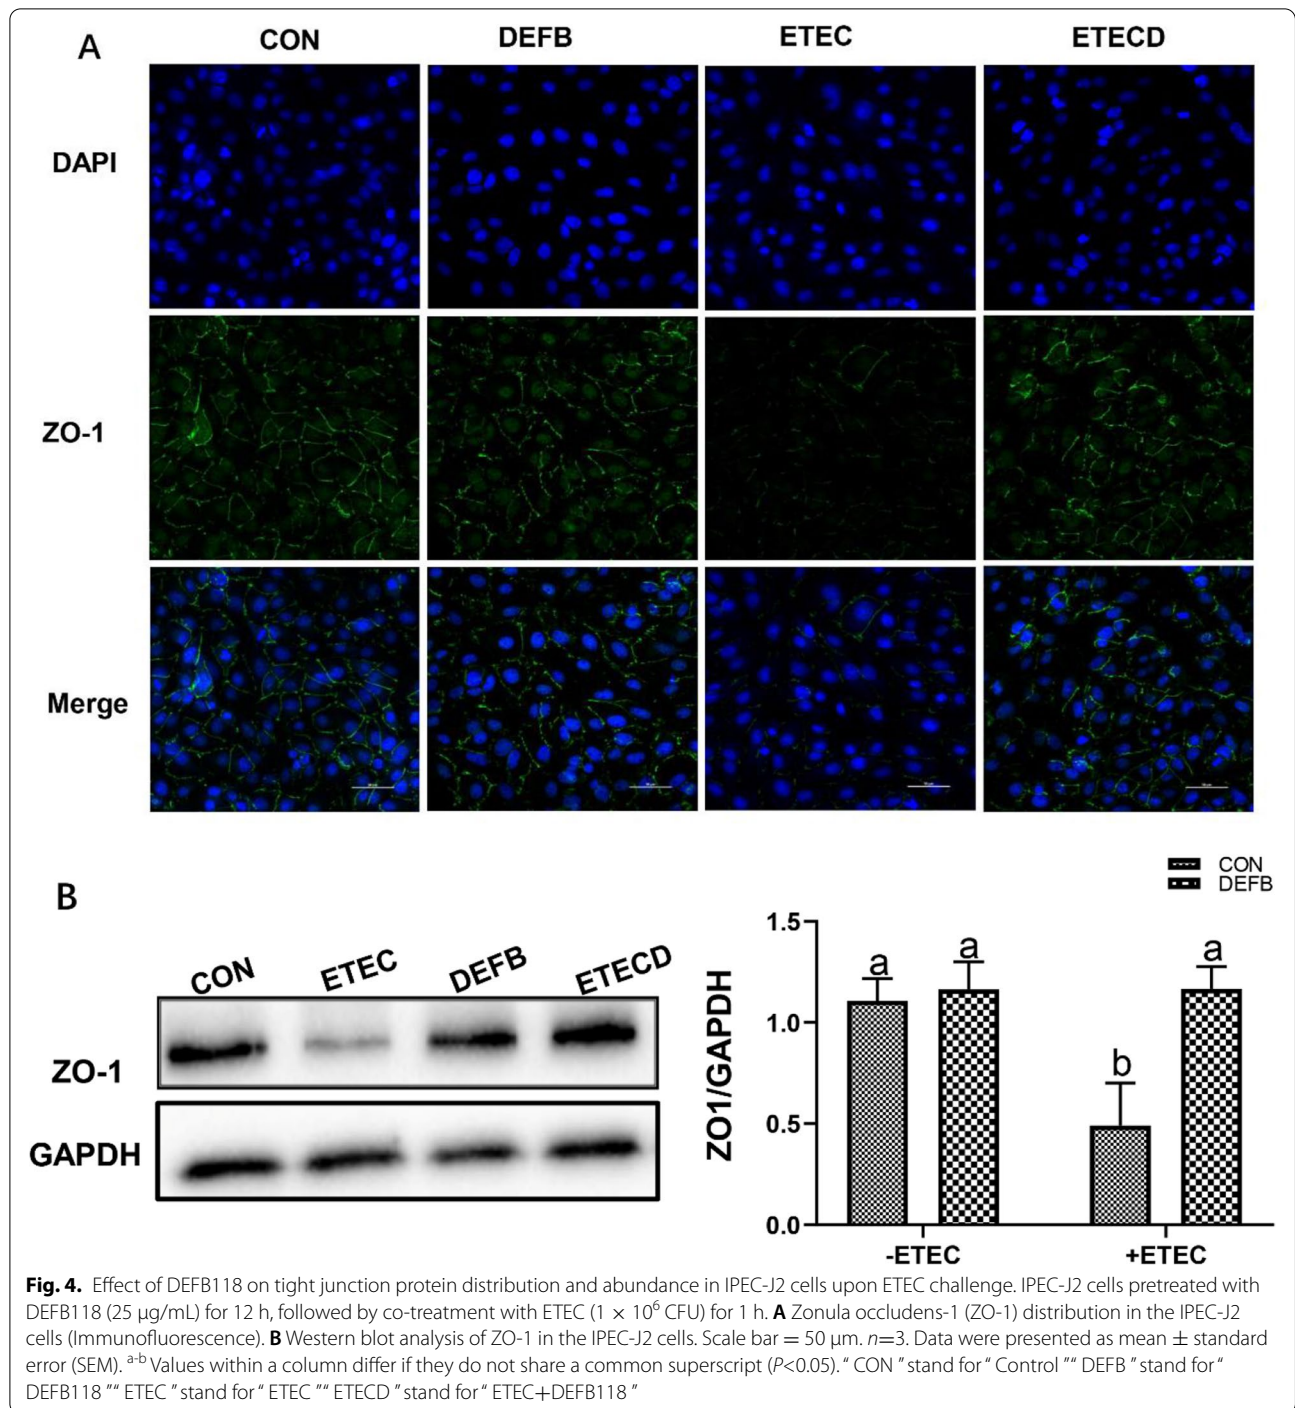 A
CON DEFB ETEC ETECD
DAPI
ZO-1
Merge
B
CON ETEC DEFB ETECD
ZO-1
GAPDH
CON
DEFB
ZO1/GAPDH
1.5
1.0
0.5
0.0
a a b a
-ETEC +ETEC
Fig. 4. Effect of DEFB118 on tight junction protein distribution and abundance in IPEC-J2 cells upon ETEC challenge. IPEC-J2 cells pretreated with
DEFB118 (25 μg/mL) for 12 h, followed by co-treatment with ETEC (1 × 10⁶ CFU) for 1 h. A Zonula occludens-1 (ZO-1) distribution in the IPEC-J2
cells (Immunofluorescence). B Western blot analysis of ZO-1 in the IPEC-J2 cells. Scale bar = 50 μm. n=3. Data were presented as mean ± standard
error (SEM). a-b Values within a column differ if they do not share a common superscript (P<0.05). “ CON ” stand for “ Control ”“ DEFB ” stand for “
DEFB118 ”“ ETEC ” stand for “ ETEC ”“ ETECD ” stand for “ ETEC+DEFB118 ”